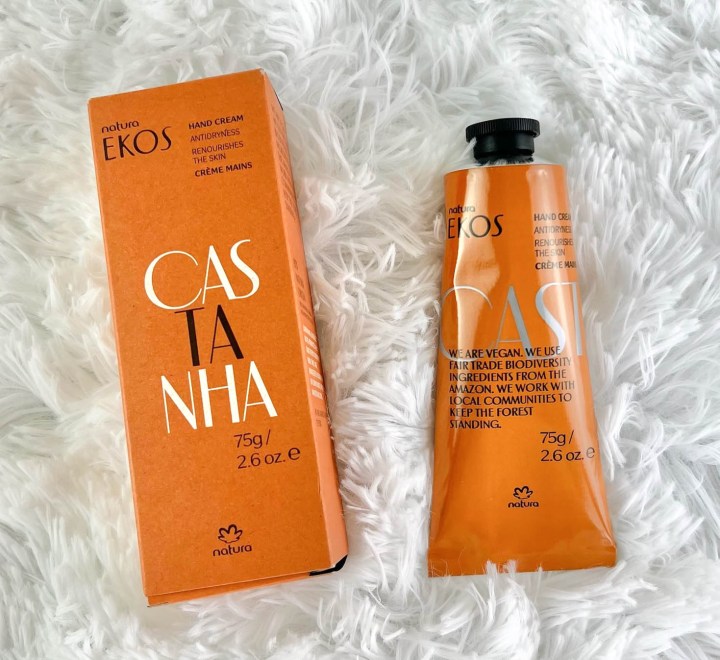 natura
EKOS
HAND CREAM
ANTIDRYNESS
RENOURISHES
THE SKIN
CRÈME MAINS
CAS
TA
NHA
75g/
2.6 oz. e
natura
natura
EKOS
HAND CREAM
ANTIDRYNESS
RENOURISHES
THE SKIN
CRÈME MAINS
CAST
WE ARE VEGAN. WE USE
FAIR TRADE BIODIVERSITY
INGREDIENTS FROM THE
AMAZON. WE WORK WITH
LOCAL COMMUNITIES TO
KEEP THE FOREST
STANDING.
75g/
2.6 oz. e
natura